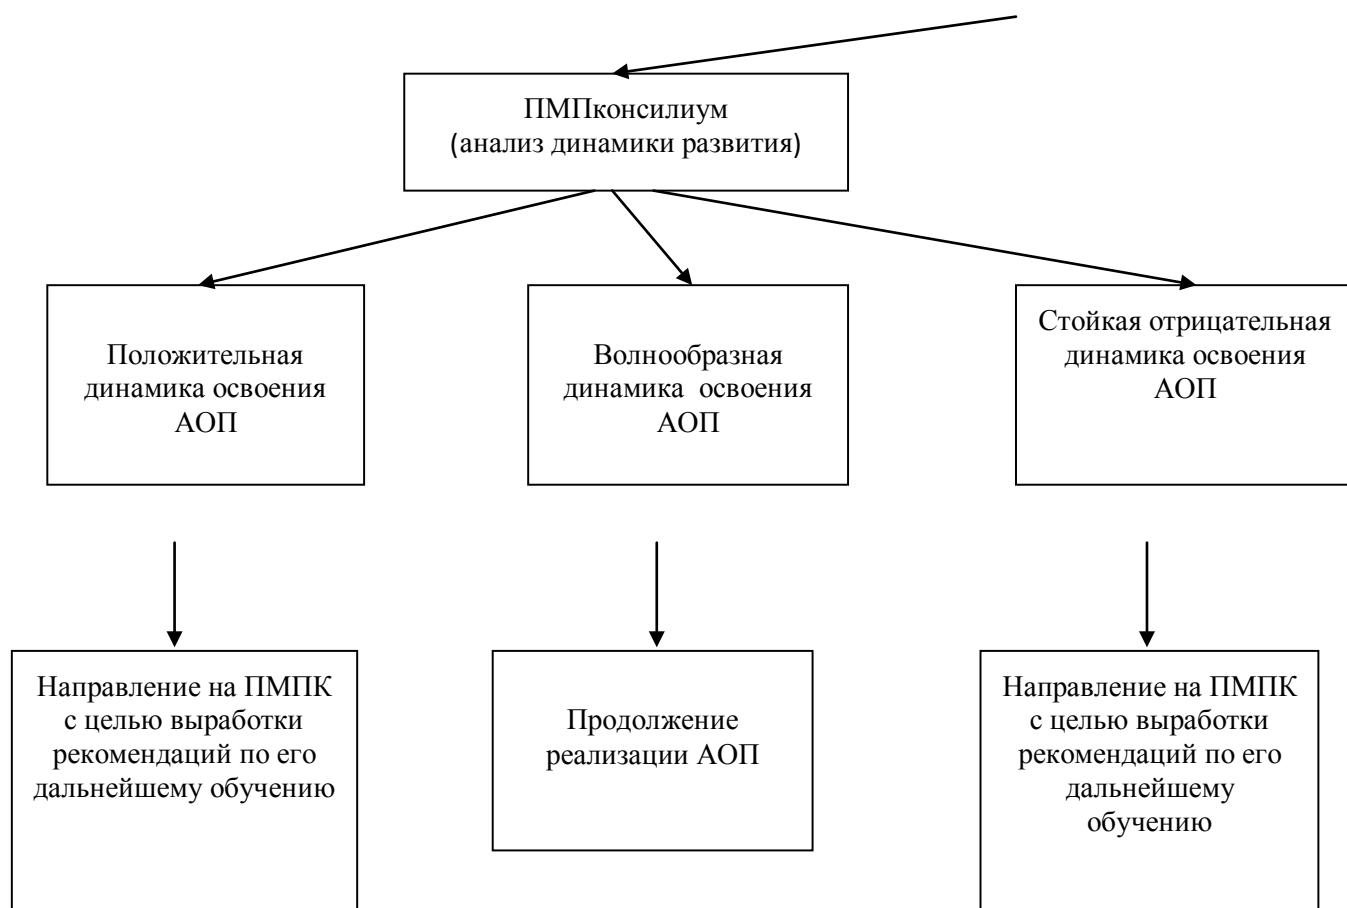 ПМПконсилиум
(анализ динамики развития)
Положительная
динамика освоения
АОП
Волнообразная
динамика освоения
АОП
Стойкая отрицательная
динамика освоения
АОП
Направление на ПМПК
с целью выработки
рекомендаций по его
дальнейшему обучению
Продолжение
реализации АОП
Направление на ПМПК
с целью выработки
рекомендаций по его
дальнейшему
обучению